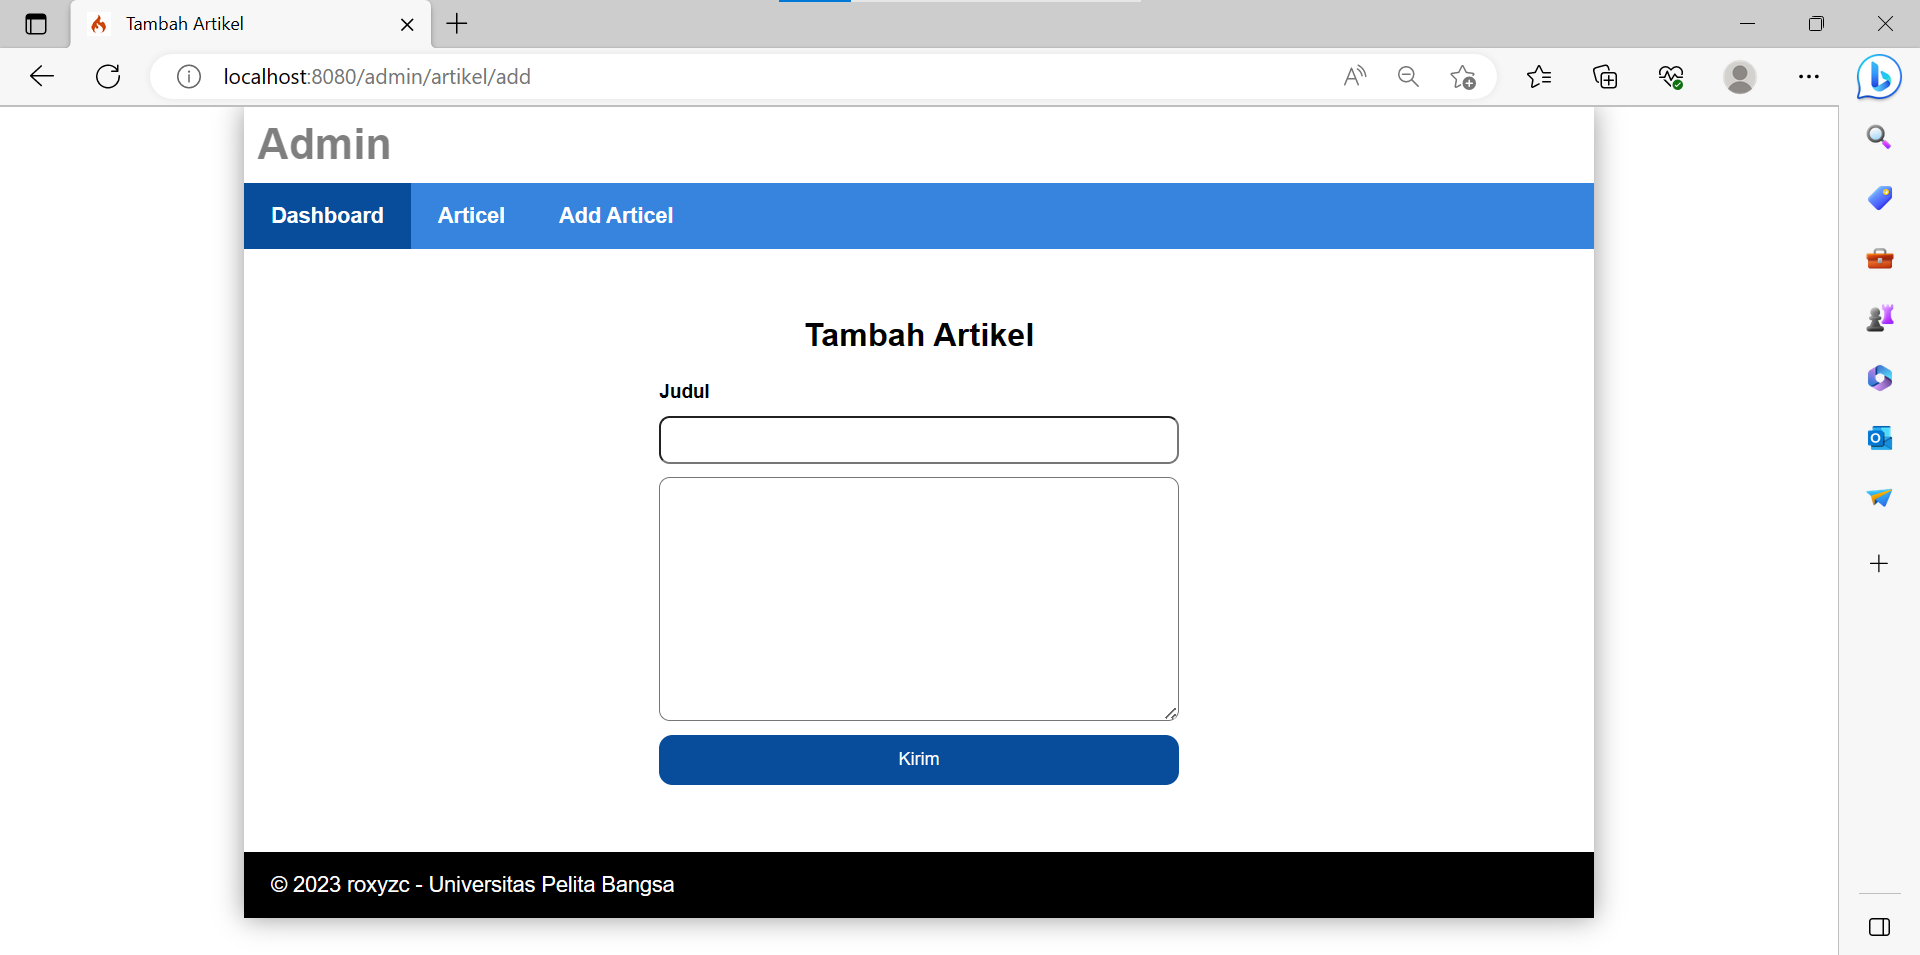 Tambah Artikel
localhost:8080/admin/artikel/add
Admin
Dashboard Articel Add Articel
Tambah Artikel
Judul
Kirim
© 2023 roxyzc - Universitas Pelita Bangsa